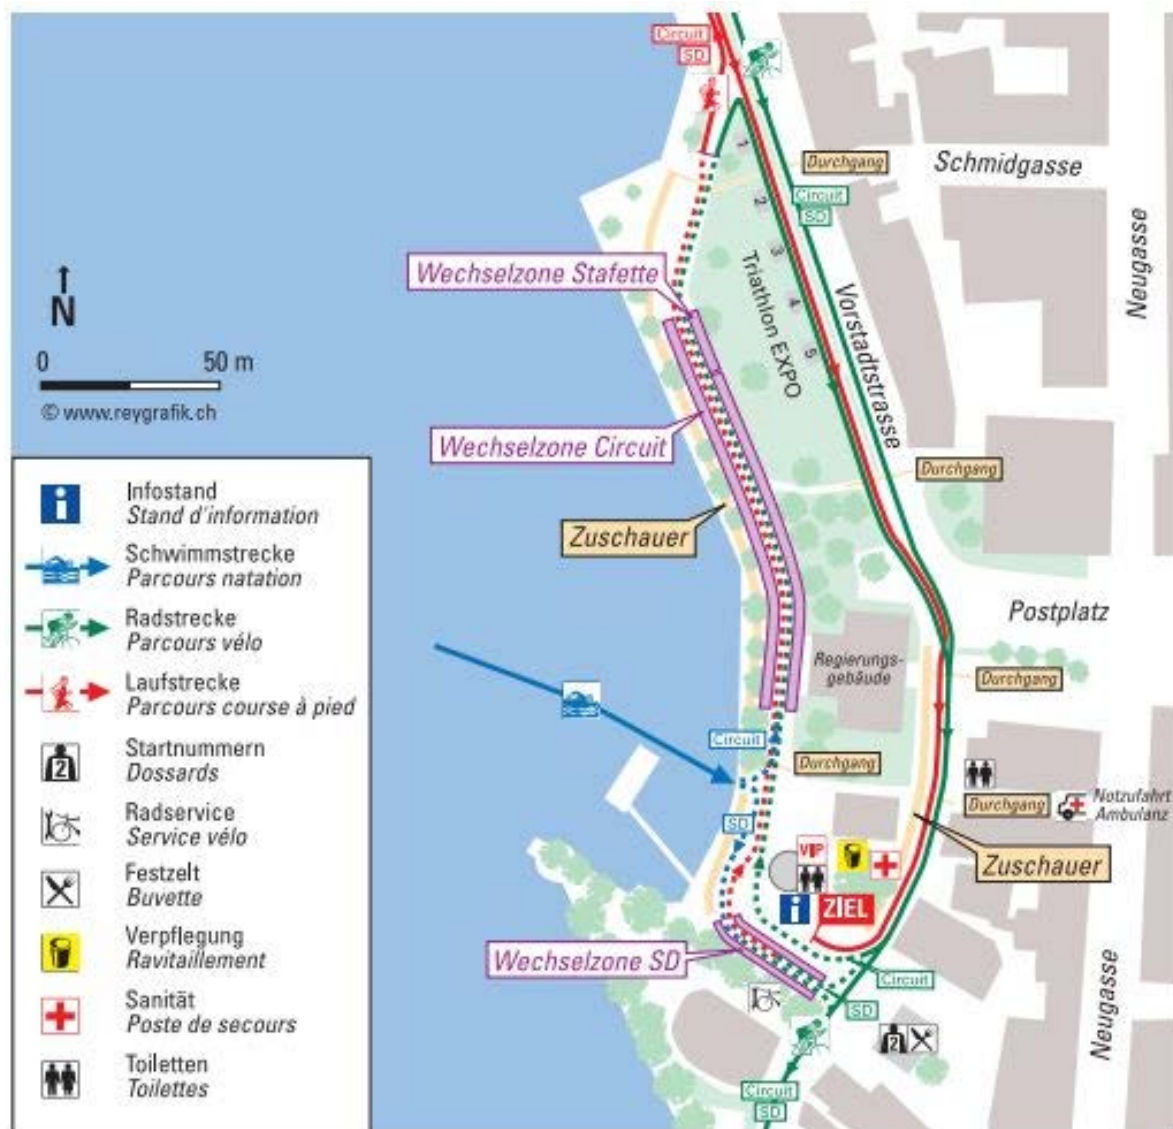 Circuit
SD
Durchgang
Schmidgasse
Circuit
SD
Neugasse
1
2
3
4
5
Triathlon EXPO
Vorstadtstrasse
Wechselzone Stafette
N
0 50 m
© www.reygrafik.ch
Wechselzone Circuit
Durchgang
Zuschauer
Postplatz
Regierungs-
gebäude
Durchgang
Circuit
Durchgang
Durchgang
Notzufahrt
Ambulanz
SD
VIP
Zuschauer
i
ZIEL
Wechselzone SD
Circuit
SD
2
Neugasse
Circuit
SD
i
Infostand
Stand d'information
Schwimmstrecke
Parcours natation
Radstrecke
Parcours vélo
Laufstrecke
Parcours course à pied
2
Startnummern
Dossards
Radservice
Service vélo
Festzelt
Buvette
Verpflegung
Ravitaillement
Sanität
Poste de secours
Toiletten
Toilettes